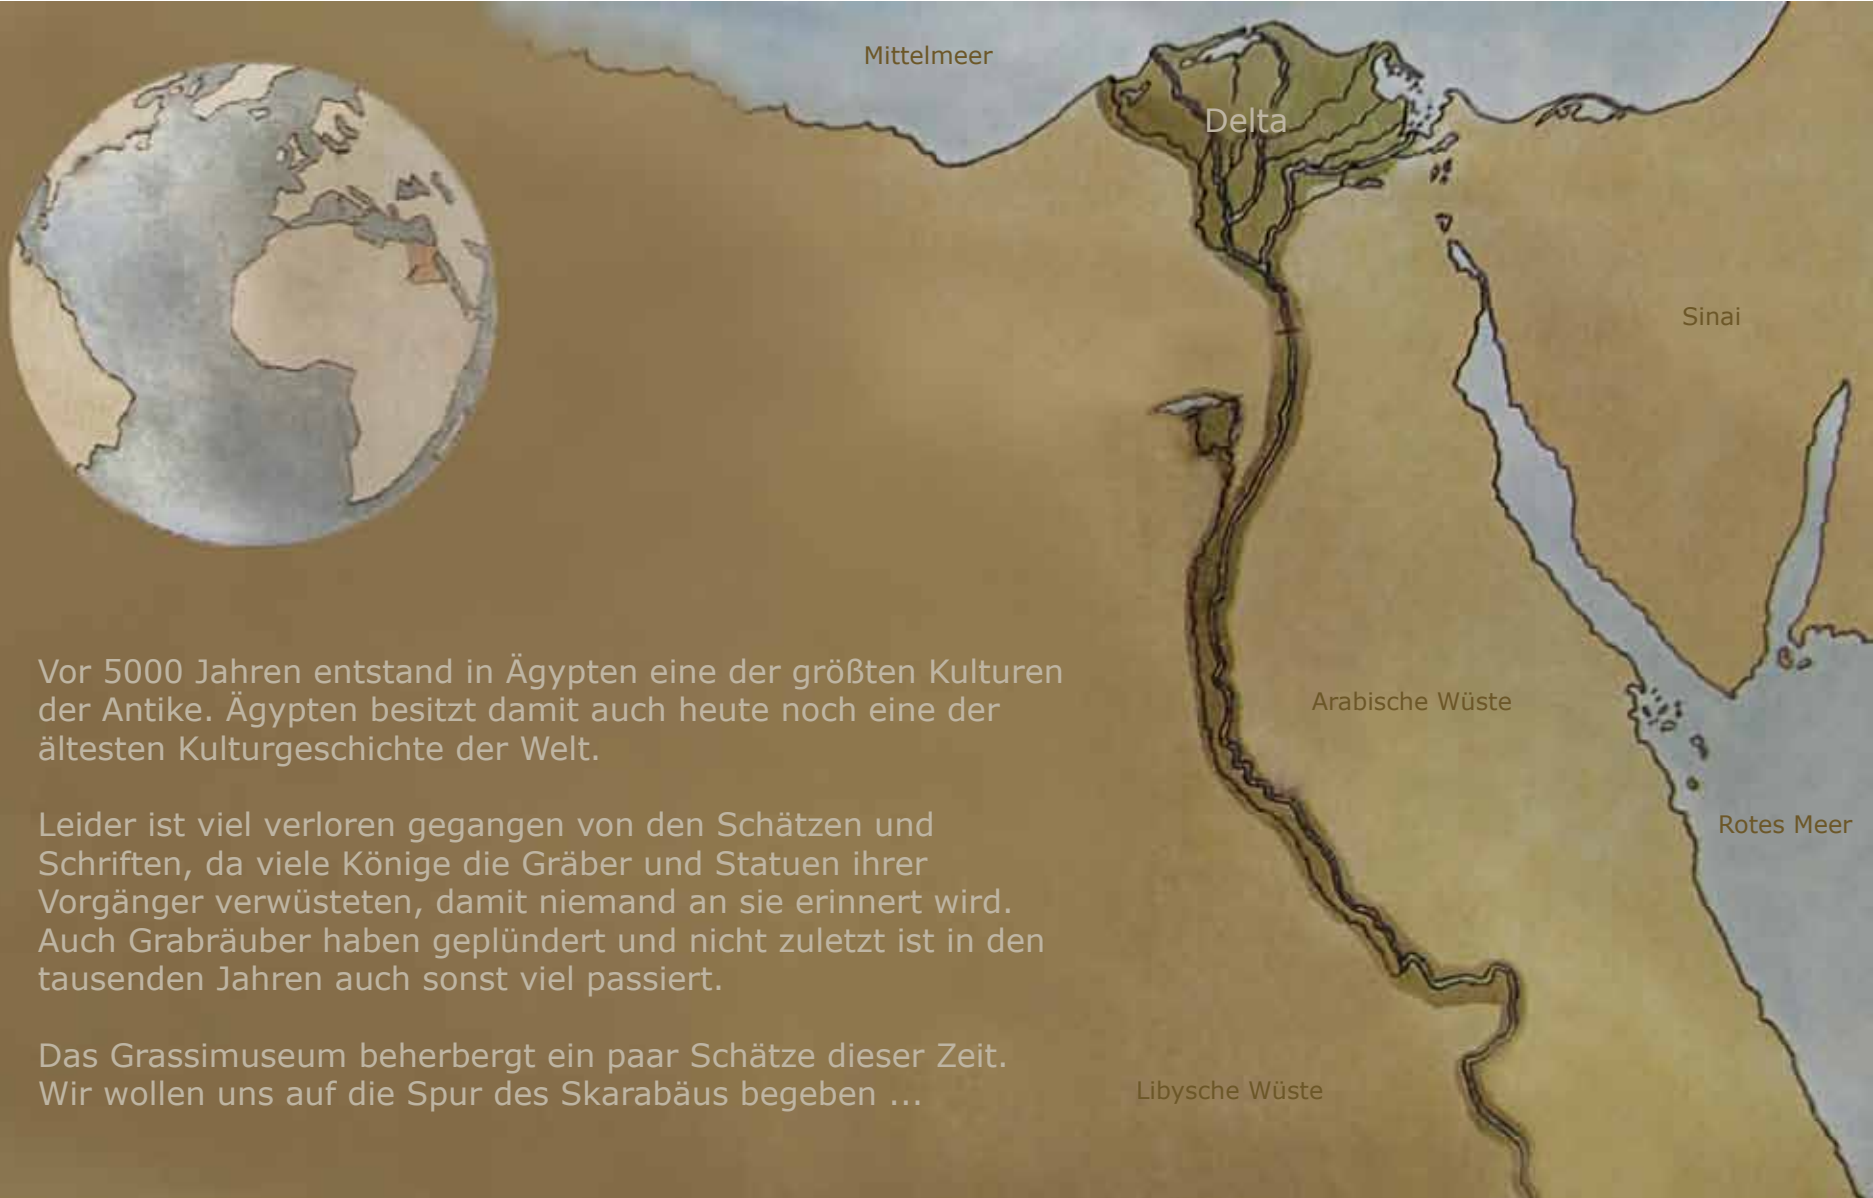 Mittelmeer
Delta
Sinai
Vor 5000 Jahren entstand in Ägypten eine der größten Kulturen
der Antike. Ägypten besitzt damit auch heute noch eine der
ältesten Kulturgeschichte der Welt.
Arabische Wüste
Leider ist viel verloren gegangen von den Schätzen und
Schriften, da viele Könige die Gräber und Statuen ihrer
Vorgänger verwüsteten, damit niemand an sie erinnert wird.
Auch Grabräuber haben geplündert und nicht zuletzt ist in den
tausenden Jahren auch sonst viel passiert.
Rotes Meer
Das Grassimuseum beherbergt ein paar Schätze dieser Zeit.
Wir wollen uns auf die Spur des Skarabäus begeben ...
Libysche Wüste